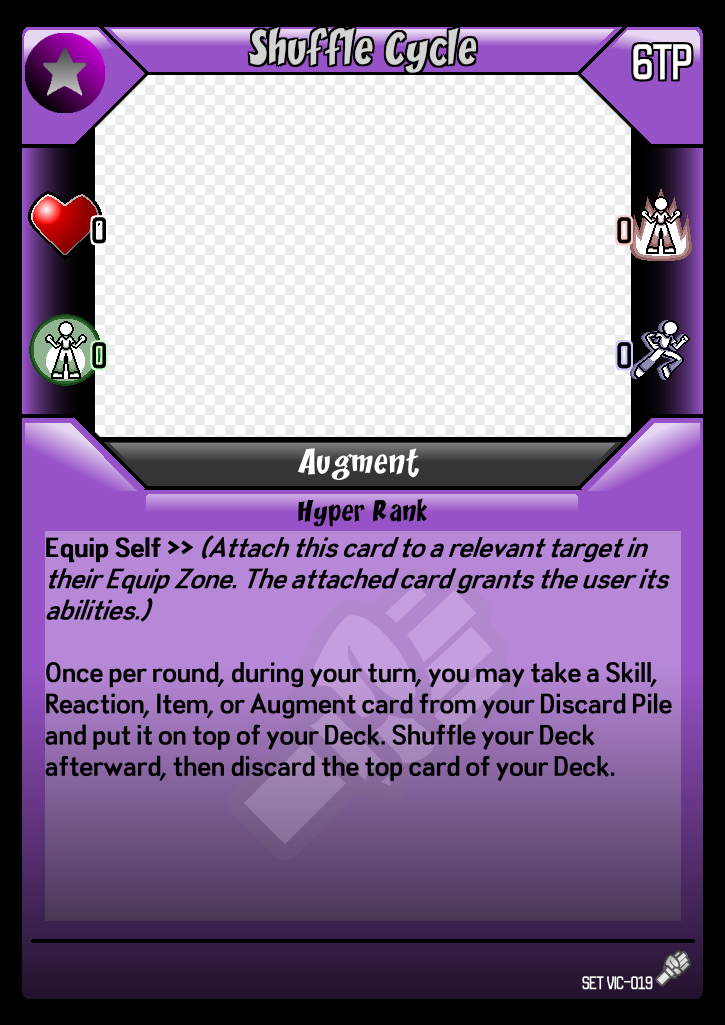 Shuffle Cycle
6TP
0
0
0
0
Augment
Hyper Rank
Equip Self >> (Attach this card to a relevant target in
their Equip Zone. The attached card grants the user its
abilities.)
Once per round, during your turn, you may take a Skill,
Reaction, Item, or Augment card from your Discard Pile
and put it on top of your Deck. Shuffle your Deck
afterward, then discard the top card of your Deck.
SET VIC-019